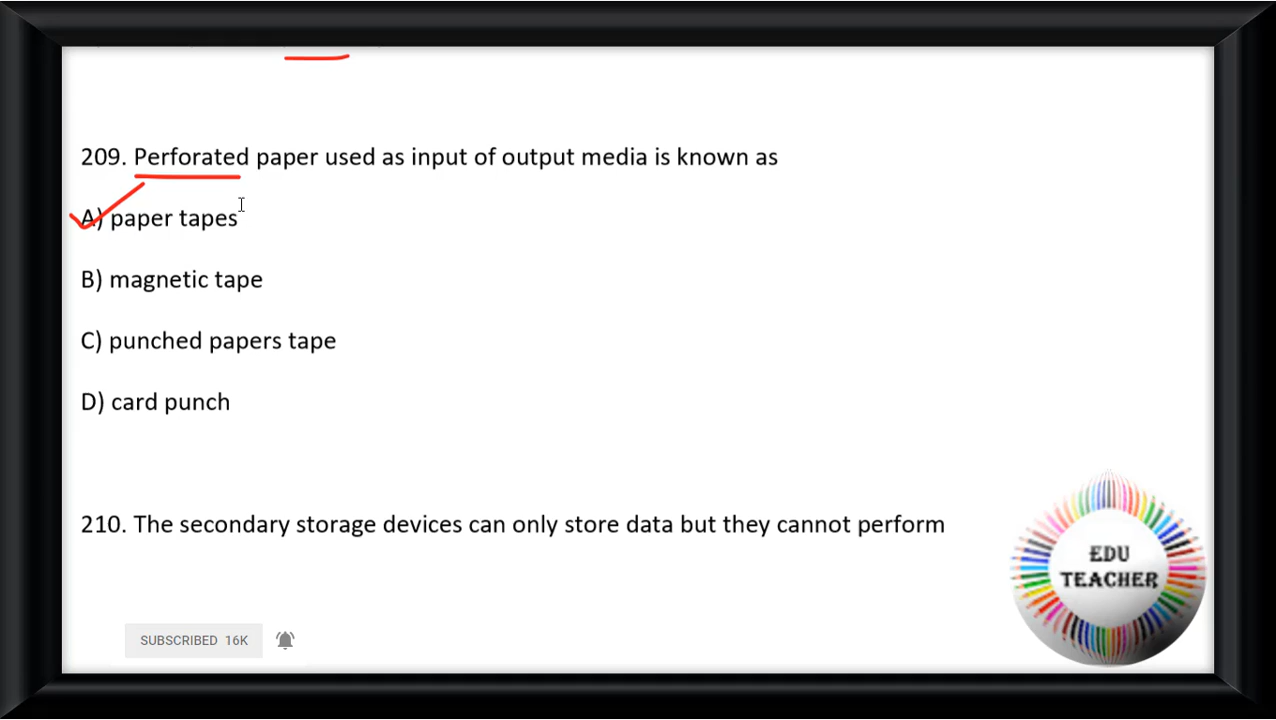 209. Perforated paper used as input of output media is known as
A) paper tapes
B) magnetic tape
C) punched papers tape
D) card punch
210. The secondary storage devices can only store data but they cannot perform
EDU
TEACHER
SUBSCRIBED 16K